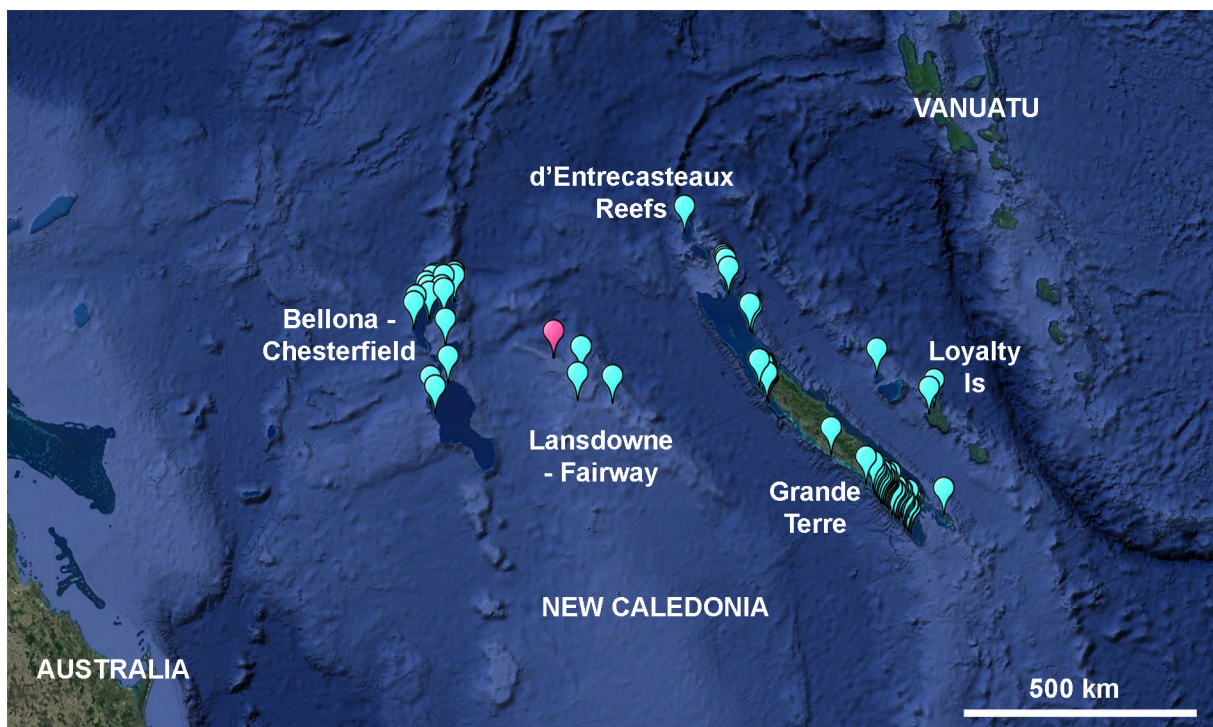 VANUATU
d'Entrecasteaux
Reefs
Bellona -
Chesterfield
Loyalty
Is
Lansdowne
- Fairway
Grande
Terre
NEW CALEDONIA
AUSTRALIA
500 km